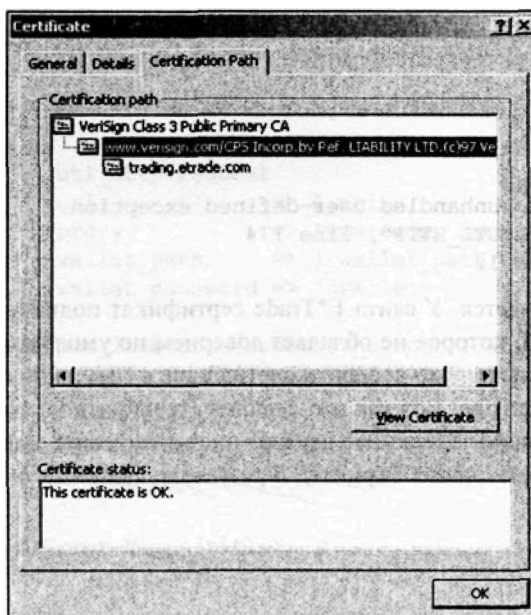 Certificate
General Details Certification Path
Certification path
VeriSign Class 3 Public Primary CA
www.verisign.com/CPS Incorp.by Ref. LIABILITY LTD.(c)97 Ve
trading.etrade.com
View Certificate
Certificate status:
This certificate is OK.
OK